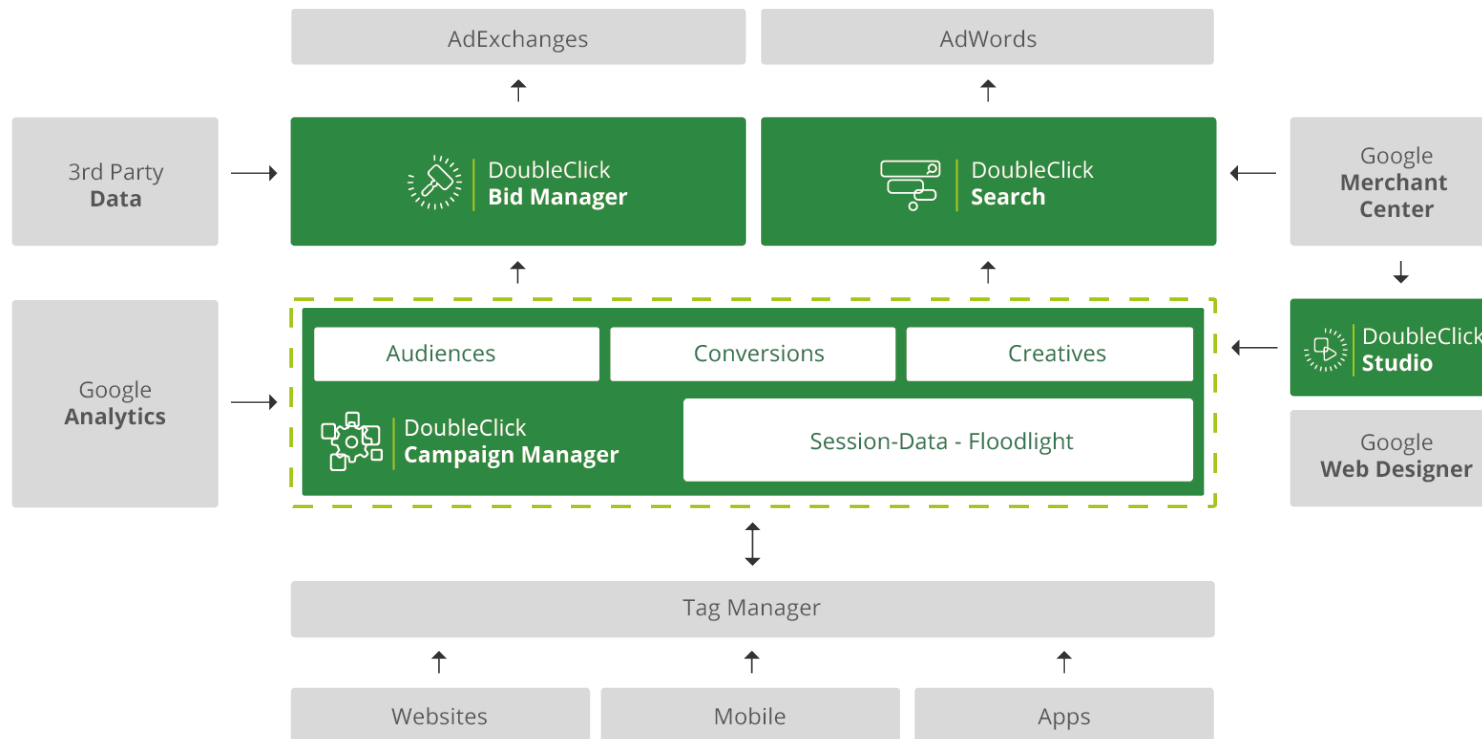 AdExchanges
AdWords
3rd Party
Data
DoubleClick
Bid Manager
DoubleClick
Search
Google
Merchant
Center
Google
Analytics
Audiences
Conversions
Creatives
DoubleClick
Campaign Manager
Session-Data - Floodlight
DoubleClick
Studio
Google
Web Designer
Tag Manager
Websites
Mobile
Apps